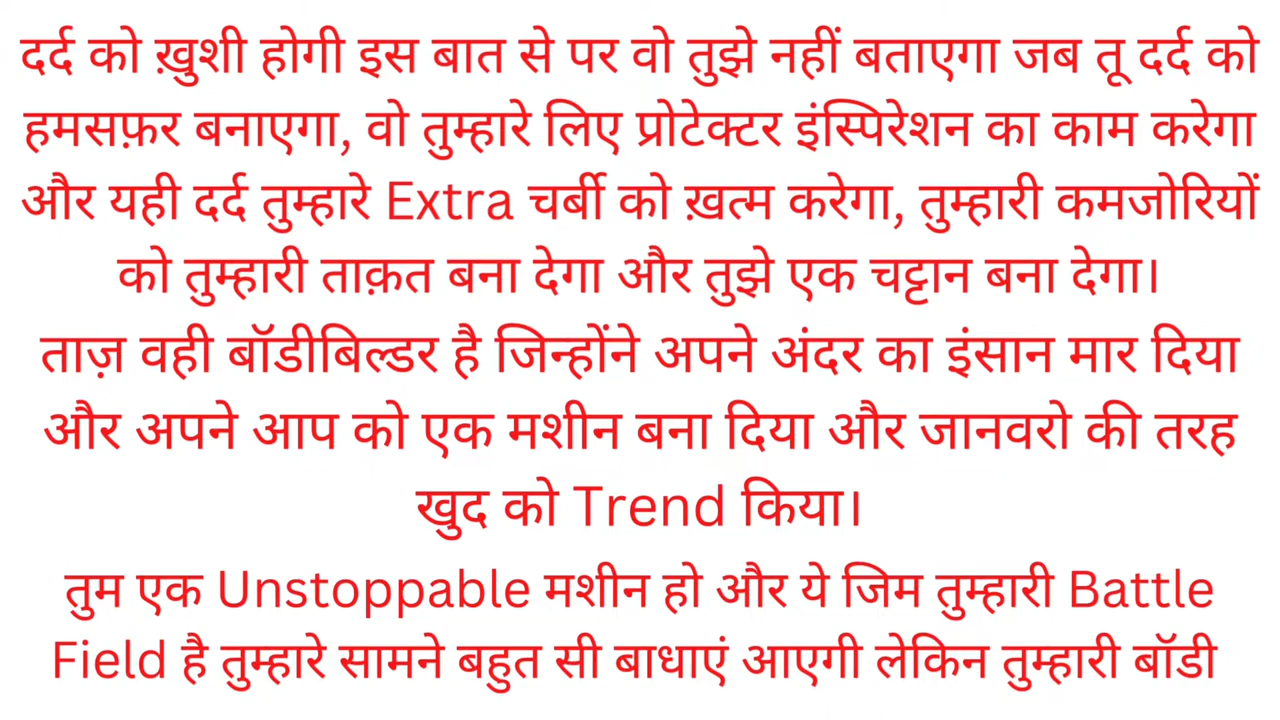 दर्द को ख़ुशी होगी इस बात से पर वो तुझे नहीं बताएगा जब तू दर्द को
हमसफ़र बनाएगा, वो तुम्हारे लिए प्रोटेक्टर इंस्पिरेशन का काम करेगा
और यही दर्द तुम्हारे Extra चर्बी को ख़त्म करेगा, तुम्हारी कमजोरियों
को तुम्हारी ताक़त बना देगा और तुझे एक चट्टान बना देगा।
ताज़ वही बॉडीबिल्डर है जिन्होंने अपने अंदर का इंसान मार दिया
और अपने आप को एक मशीन बना दिया और जानवरो की तरह
खुद को Trend किया।
तुम एक Unstoppable मशीन हो और ये जिम तुम्हारी Battle
Field है तुम्हारे सामने बहुत सी बाधाएं आएगी लेकिन तुम्हारी बॉडी